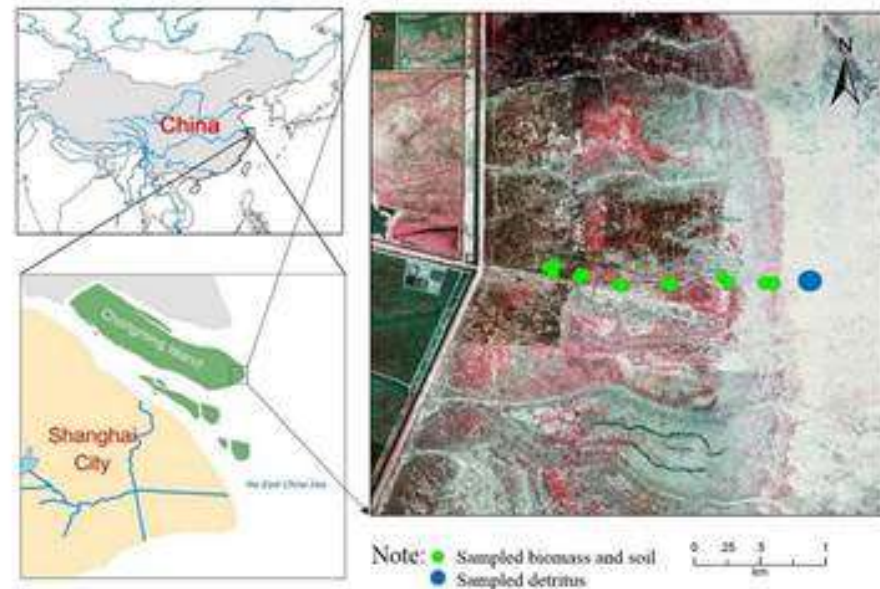 China
N
Chongming Island
Shanghai
City
the East China Sea
Note:
Sampled biomass and soil
Sampled detritus
0 .25 .5 1
km